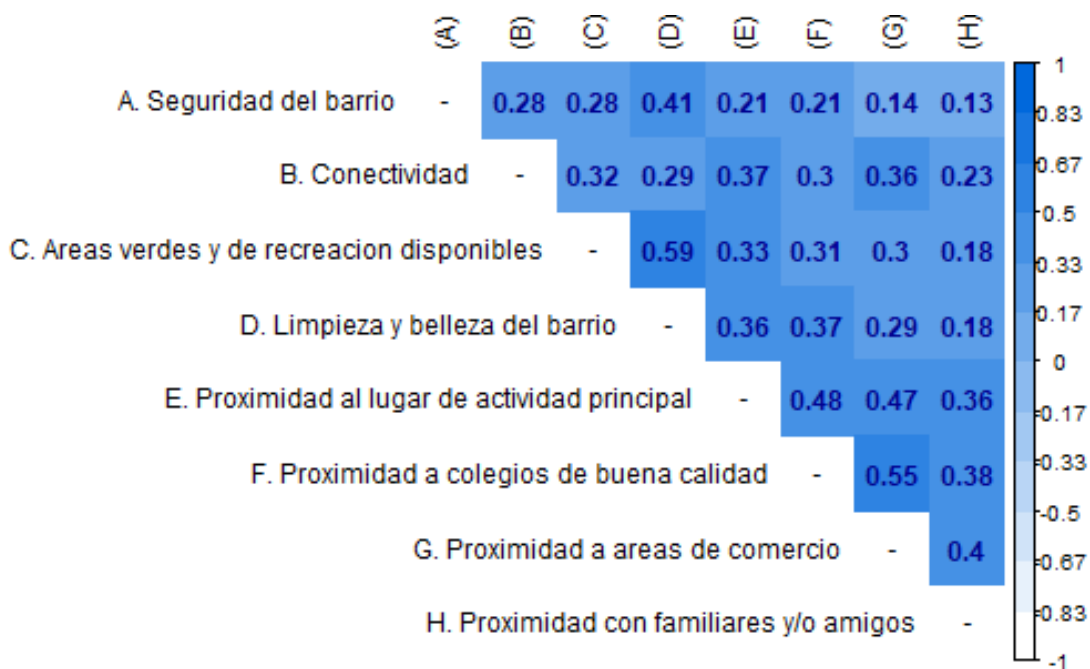 (A) (B) (C) (D) (E) (F) (G) (H)
A. Seguridad del barrio - 0.28 0.28 0.41 0.21 0.21 0.14 0.13
B. Conectividad - 0.32 0.29 0.37 0.3 0.36 0.23
C. Areas verdes y de recreacion disponibles - 0.59 0.33 0.31 0.3 0.18
D. Limpieza y belleza del barrio - 0.36 0.37 0.29 0.18
E. Proximidad al lugar de actividad principal - 0.48 0.47 0.36
F. Proximidad a colegios de buena calidad - 0.55 0.38
G. Proximidad a areas de comercio - 0.4
H. Proximidad con familiares y/o amigos -
1
0.83
0.67
0.5
0.33
0.17
0
-0.17
-0.33
-0.5
-0.67
-0.83
-1